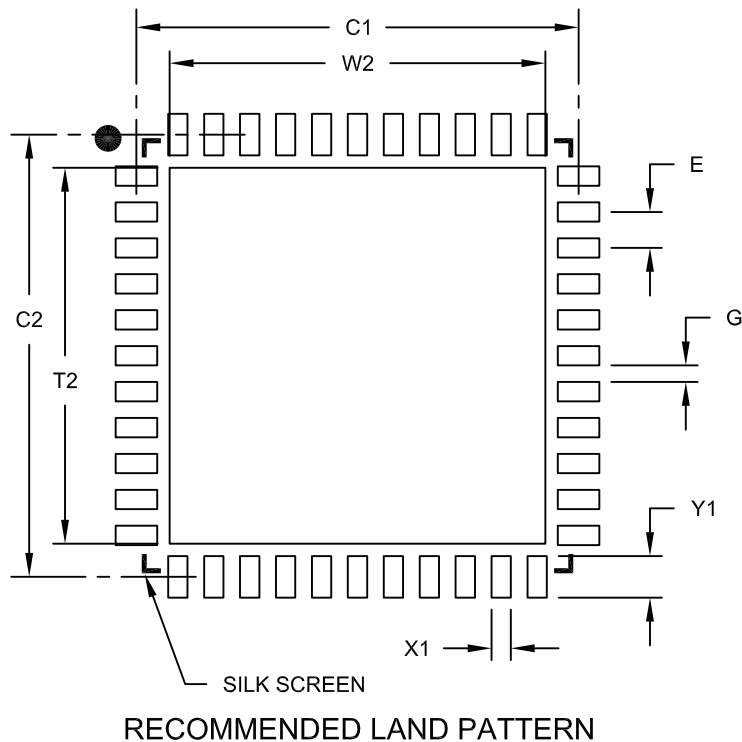 C1
W2
E
C2
G
T2
Y1
X1
SILK SCREEN
RECOMMENDED LAND PATTERN